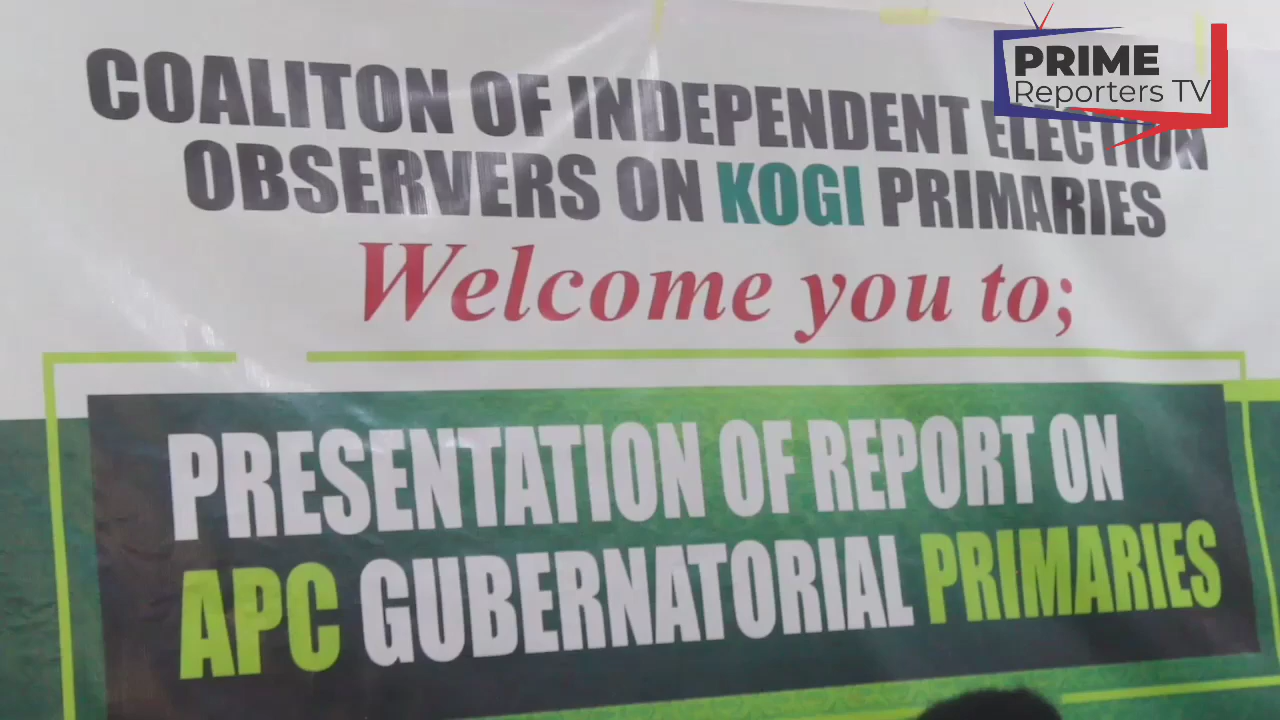 PRIME
Reporters TV
COALITON OF INDEPENDENT ELECTION
OBSERVERS ON KOGI PRIMARIES
Welcome you to;
PRESENTATION OF REPORT ON
APC GUBERNATORIAL PRIMARIES